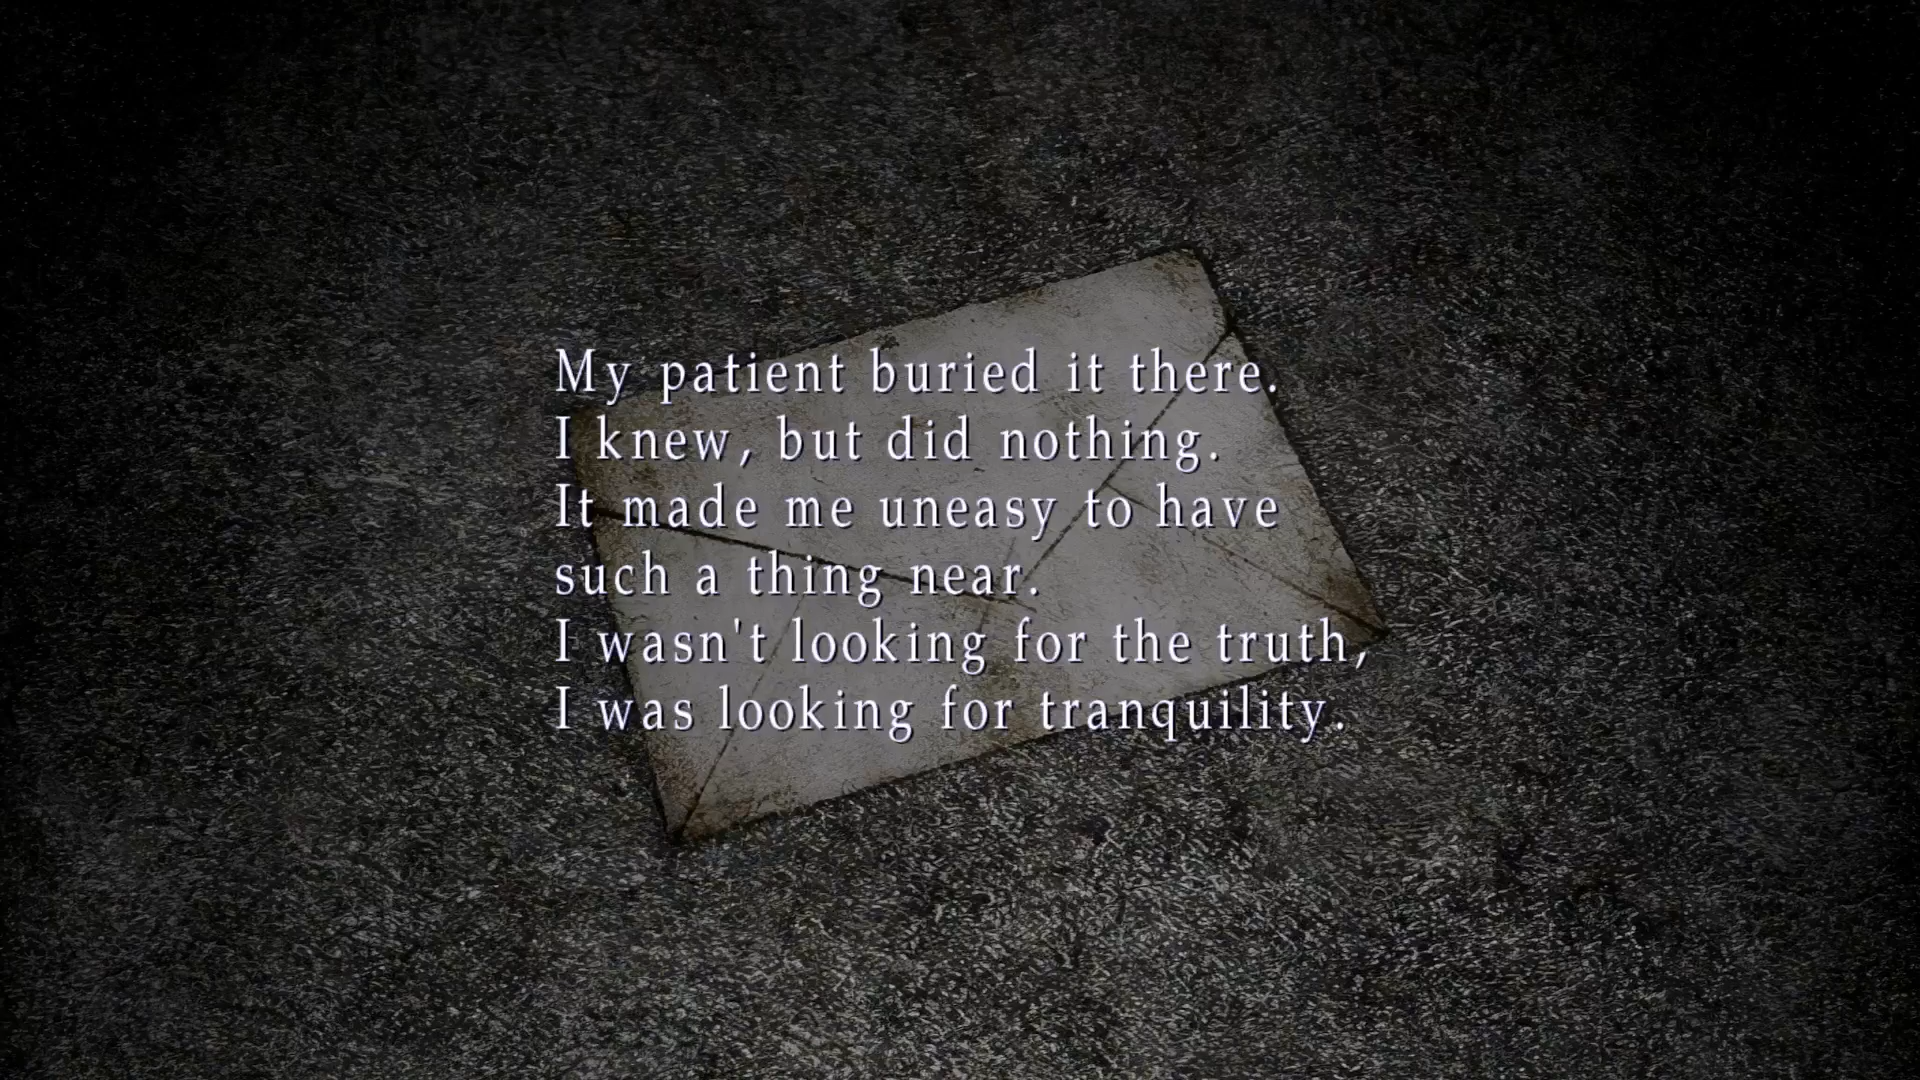 My patient buried it there.
I knew, but did nothing.
It made me uneasy to have
such a thing near.
I wasn't looking for the truth,
I was looking for tranquility.